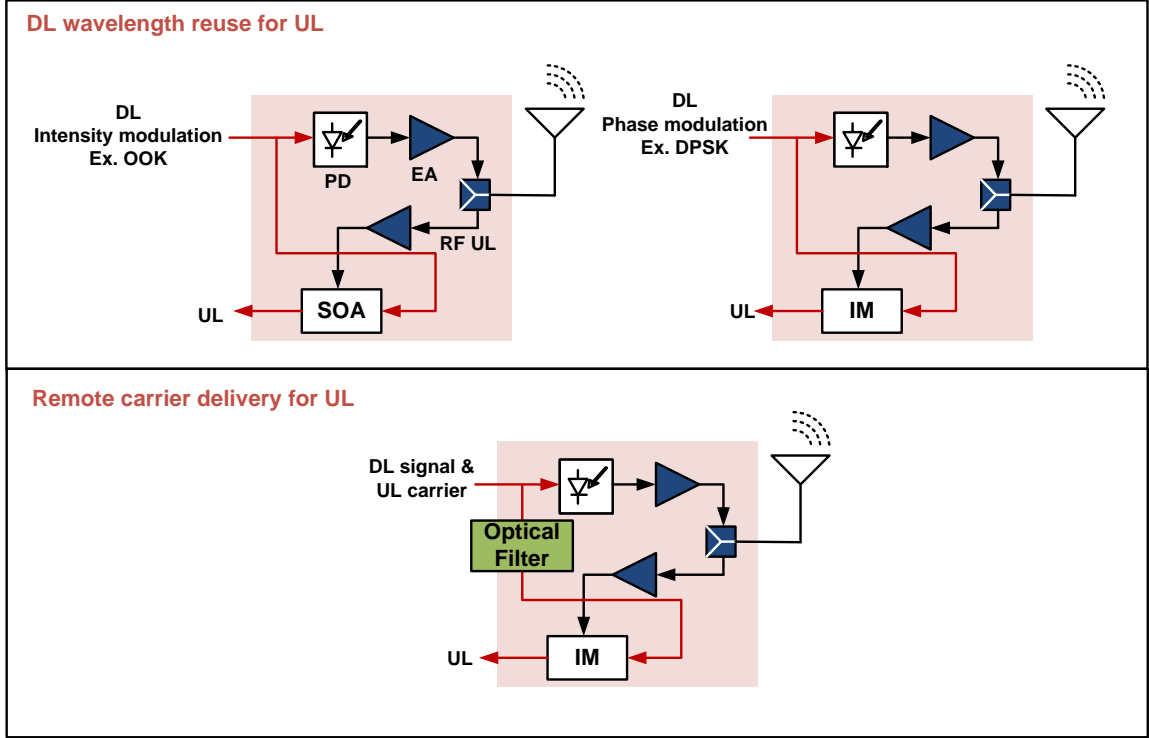 DL wavelength reuse for UL
DL
Intensity modulation
Ex. OOK
PD
EA
RF UL
SOA
UL
DL
Phase modulation
Ex. DPSK
IM
UL
Remote carrier delivery for UL
DL signal &
UL carrier
Optical
Filter
IM
UL